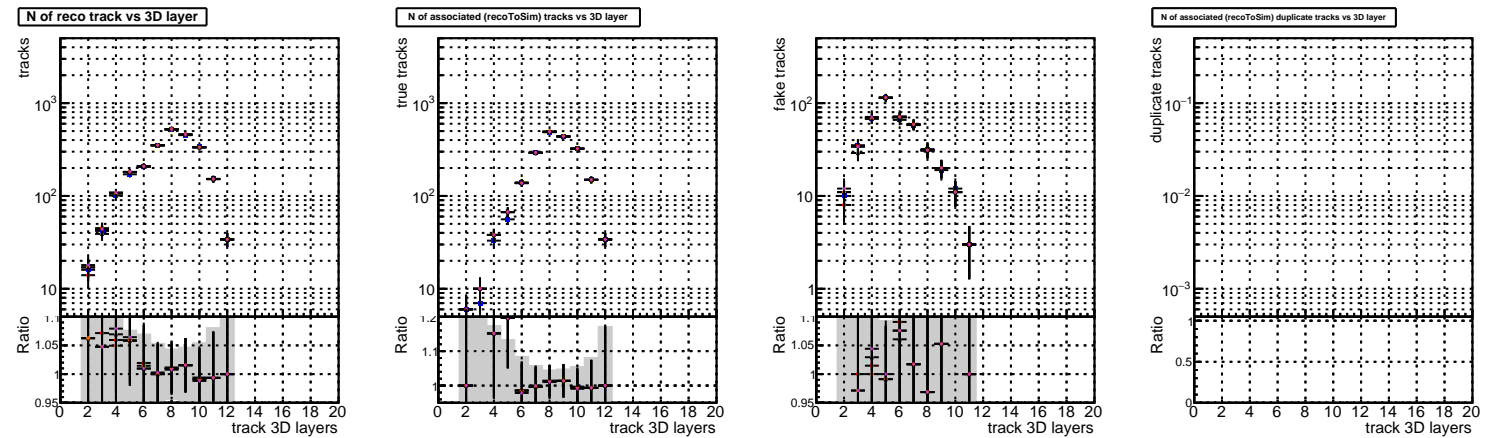 N of reco track vs 3D layer
tracks
10³
10²
10
Ratio
1.1
1.05
1
0.95
0 2 4 6 8 10 12 14 16 18 20
track 3D layers
N of associated (recoToSim) tracks vs 3D layer
true tracks
10³
10²
10
Ratio
1.2
1.1
1
0 2 4 6 8 10 12 14 16 18 20
track 3D layers
fake tracks
10²
10
1
Ratio
1.1
1.05
1
0.95
0 2 4 6 8 10 12 14 16 18 20
track 3D layers
N of associated (recoToSim) duplicate tracks vs 3D layer
duplicate tracks
10⁻¹
10⁻²
10⁻³
Ratio
1
0.5
0
0 2 4 6 8 10 12 14 16 18 20
track 3D layers